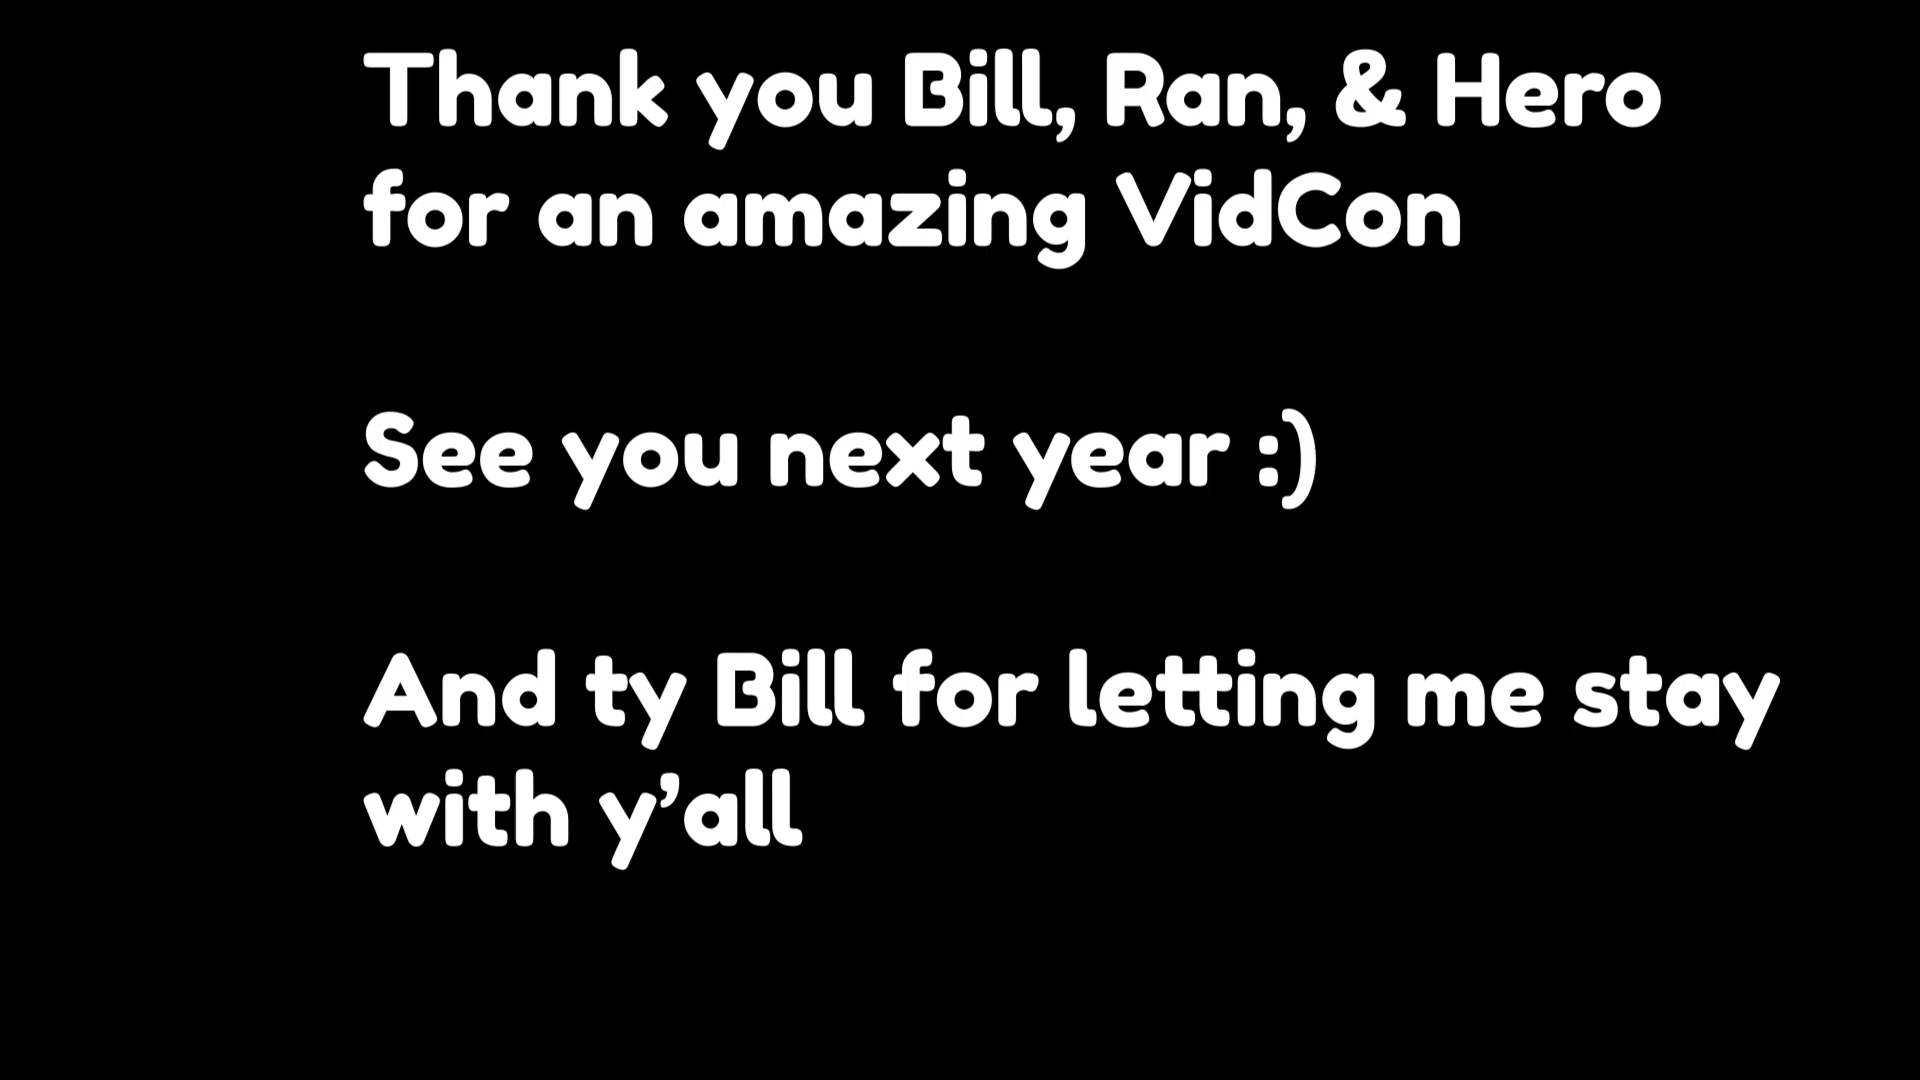 Thank you Bill, Ran, & Hero
for an amazing VidCon
See you next year :)
And ty Bill for letting me stay
with y’all